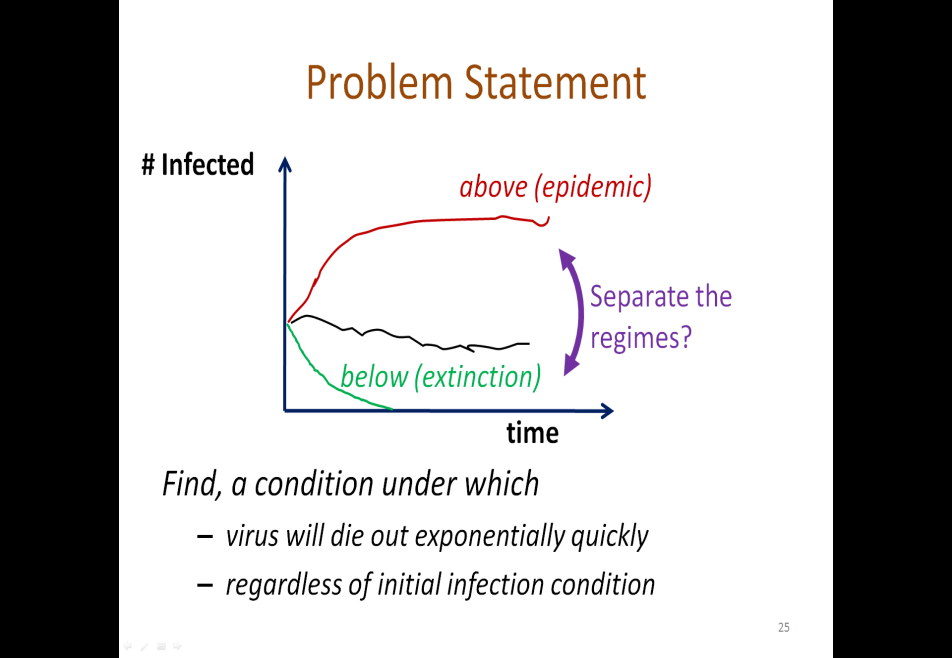 Problem Statement
# Infected
above (epidemic)
Separate the
regimes?
below (extinction)
time
Find, a condition under which
– virus will die out exponentially quickly
– regardless of initial infection condition
25